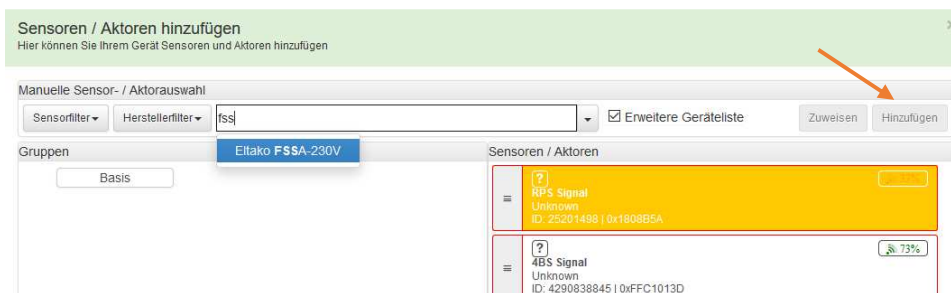 Sensoren / Aktoren hinzufügen
Hier können Sie Ihrem Gerät Sensoren und Aktoren hinzufügen
Manuelle Sensor- / Aktorauswahl
Sensorfilter Herstellerfilter fss Erweitere Geräteliste Zuweisen Hinzufügen
Eltako FSSA-230V
Gruppen Sensoren / Aktoren
Basis
?
RPS Signal
Unknown
ID: 25201498 | 0x1808B5A
? 73%
4BS Signal
Unknown
ID: 4290838845 | 0xFFC1013D